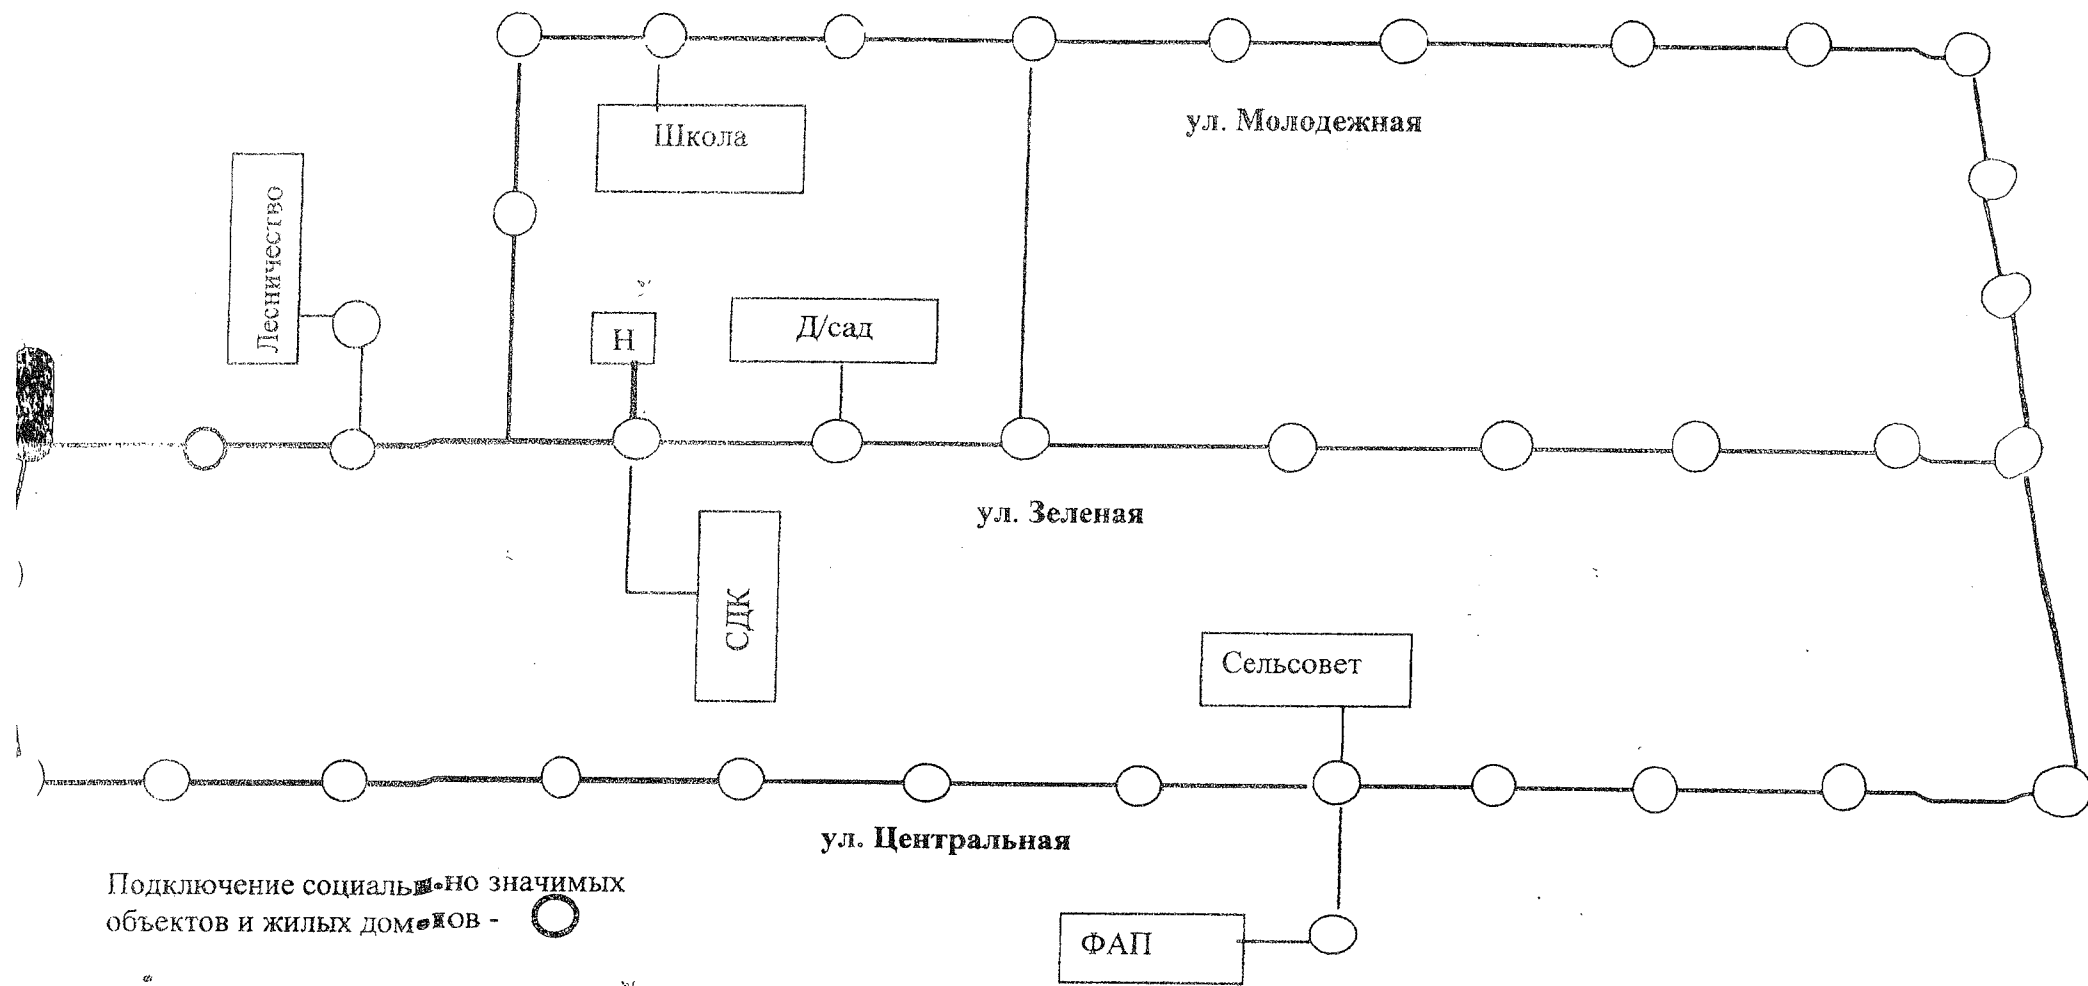 ул. Молодежная
Школа
Лесничество
Н
Д/сад
ул. Зеленая
СДК
Сельсовет
ул. Центральная
Подключение социально значимых
объектов и жилых домов -
ФАП